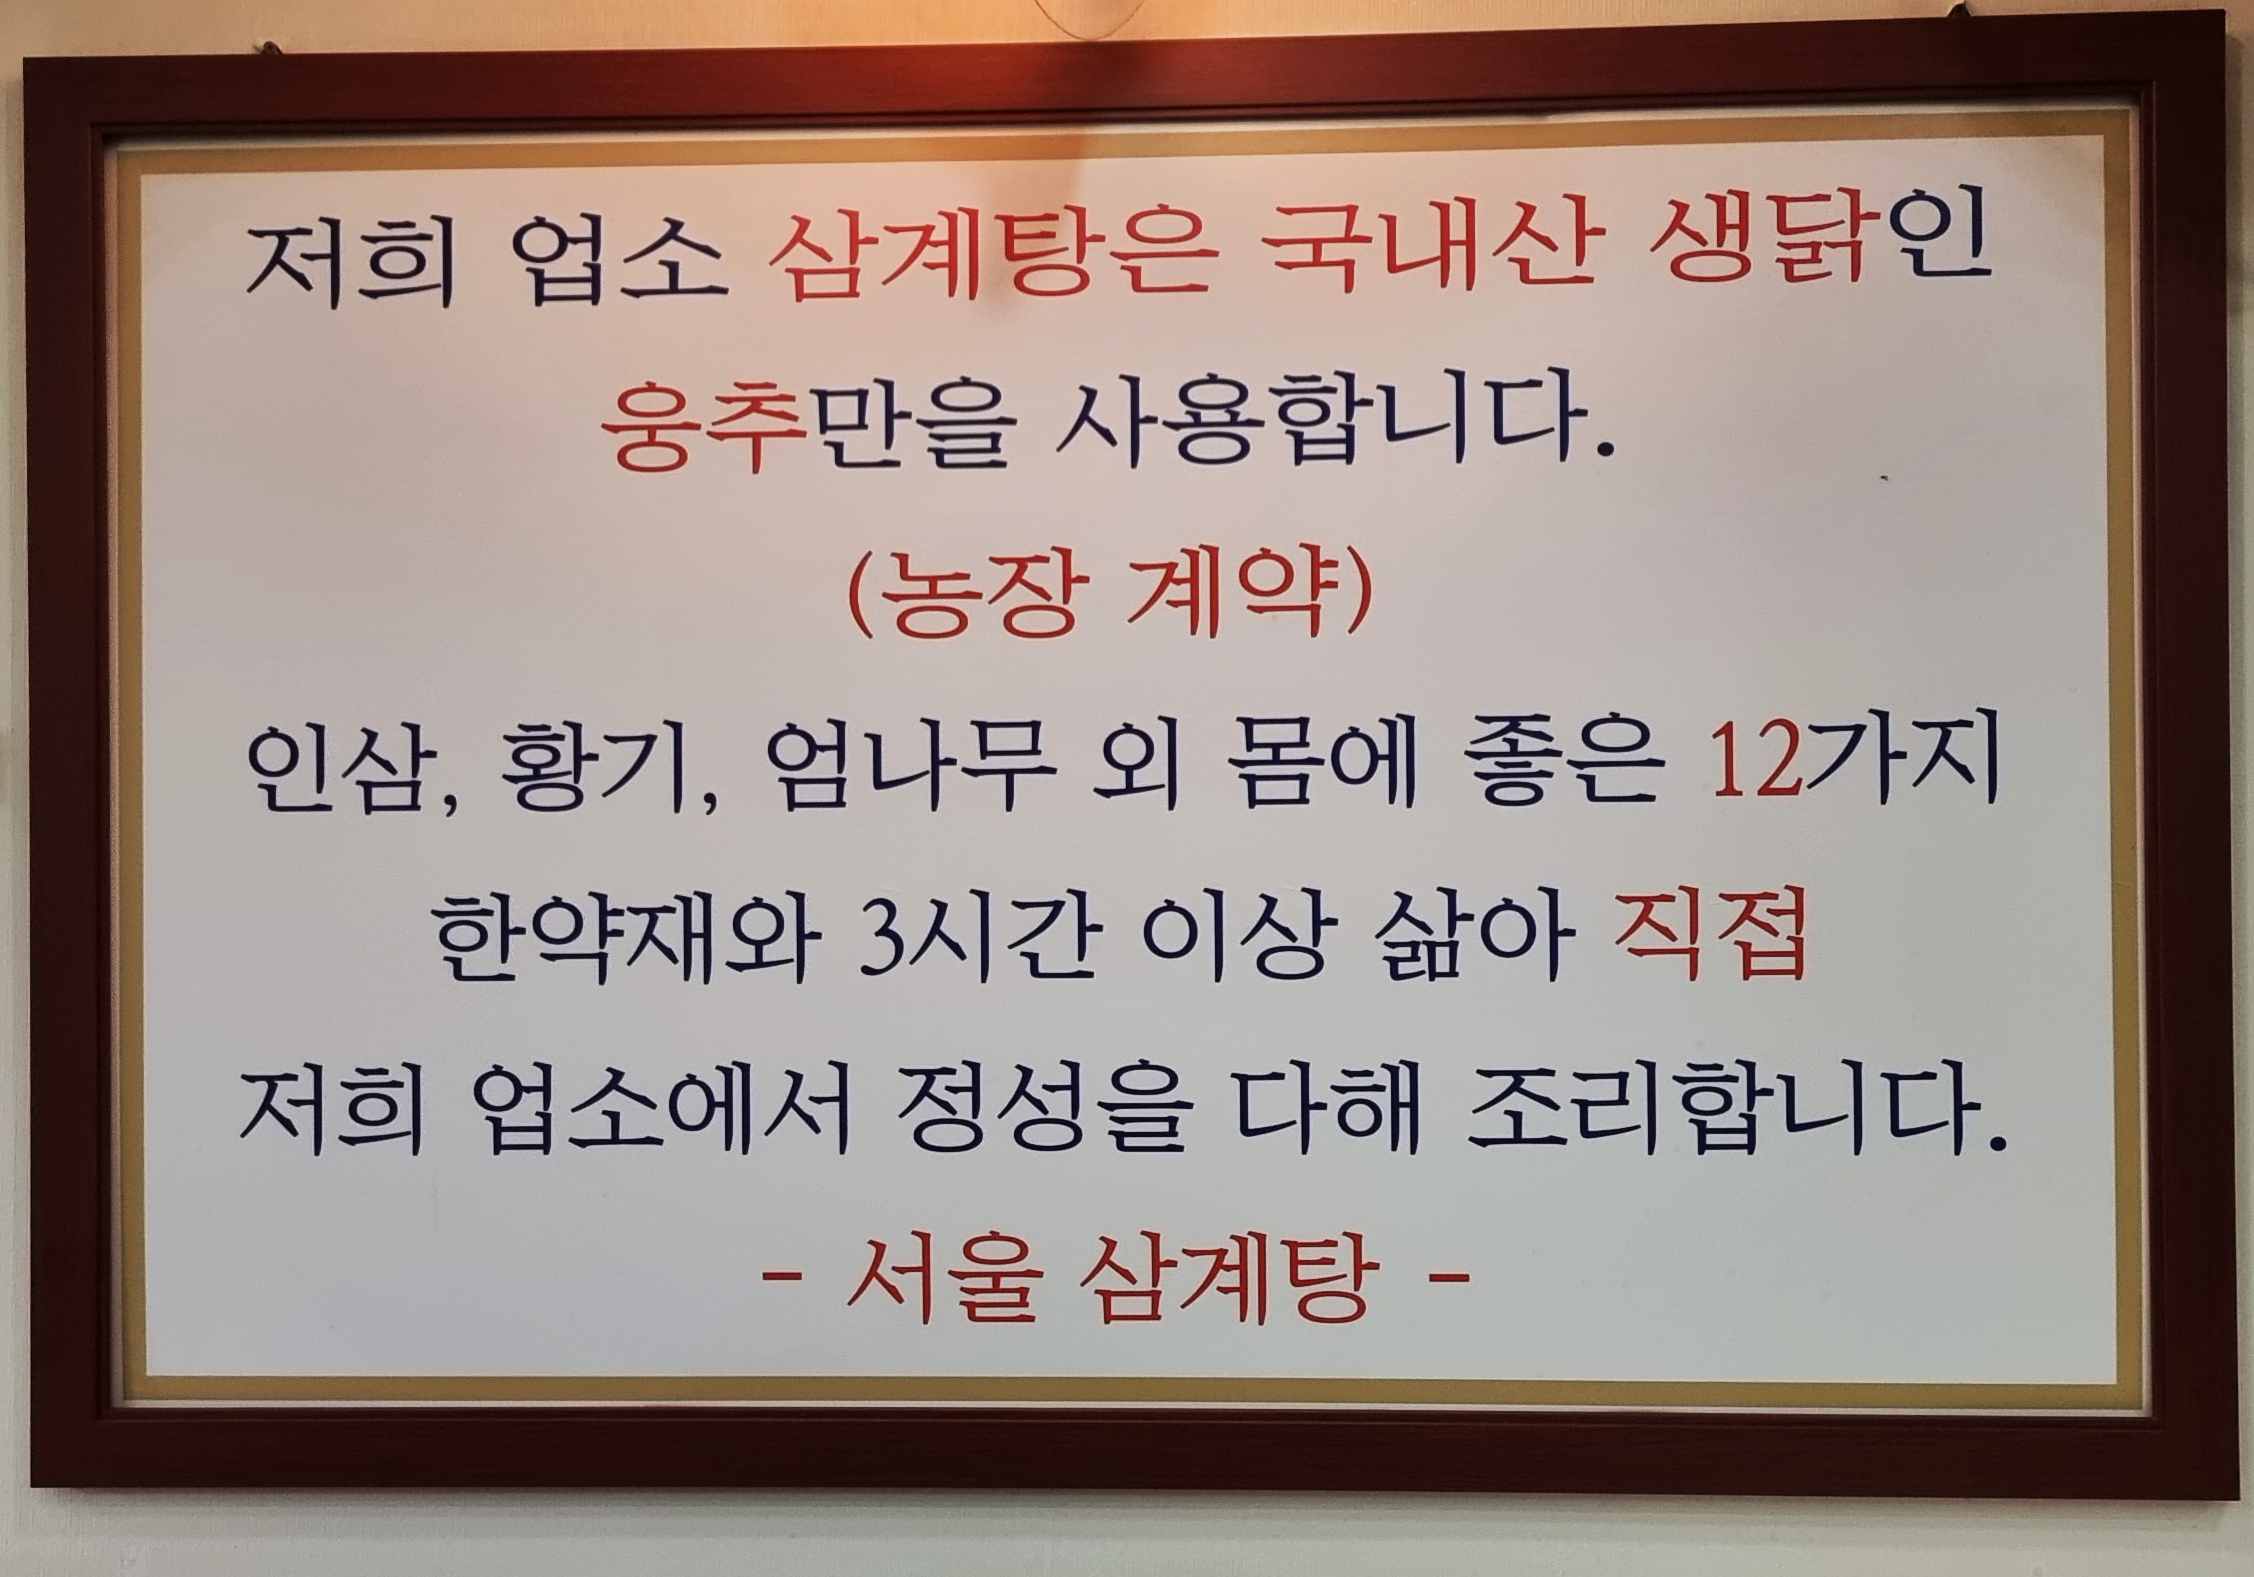 저희 업소 삼계탕은 국내산 생닭인
웅추만을 사용합니다.
(농장 계약)
인삼, 황기, 엄나무 외 몸에 좋은 12가지
한약재와 3시간 이상 삶아 직접
저희 업소에서 정성을 다해 조리합니다.
- 서울 삼계탕 -